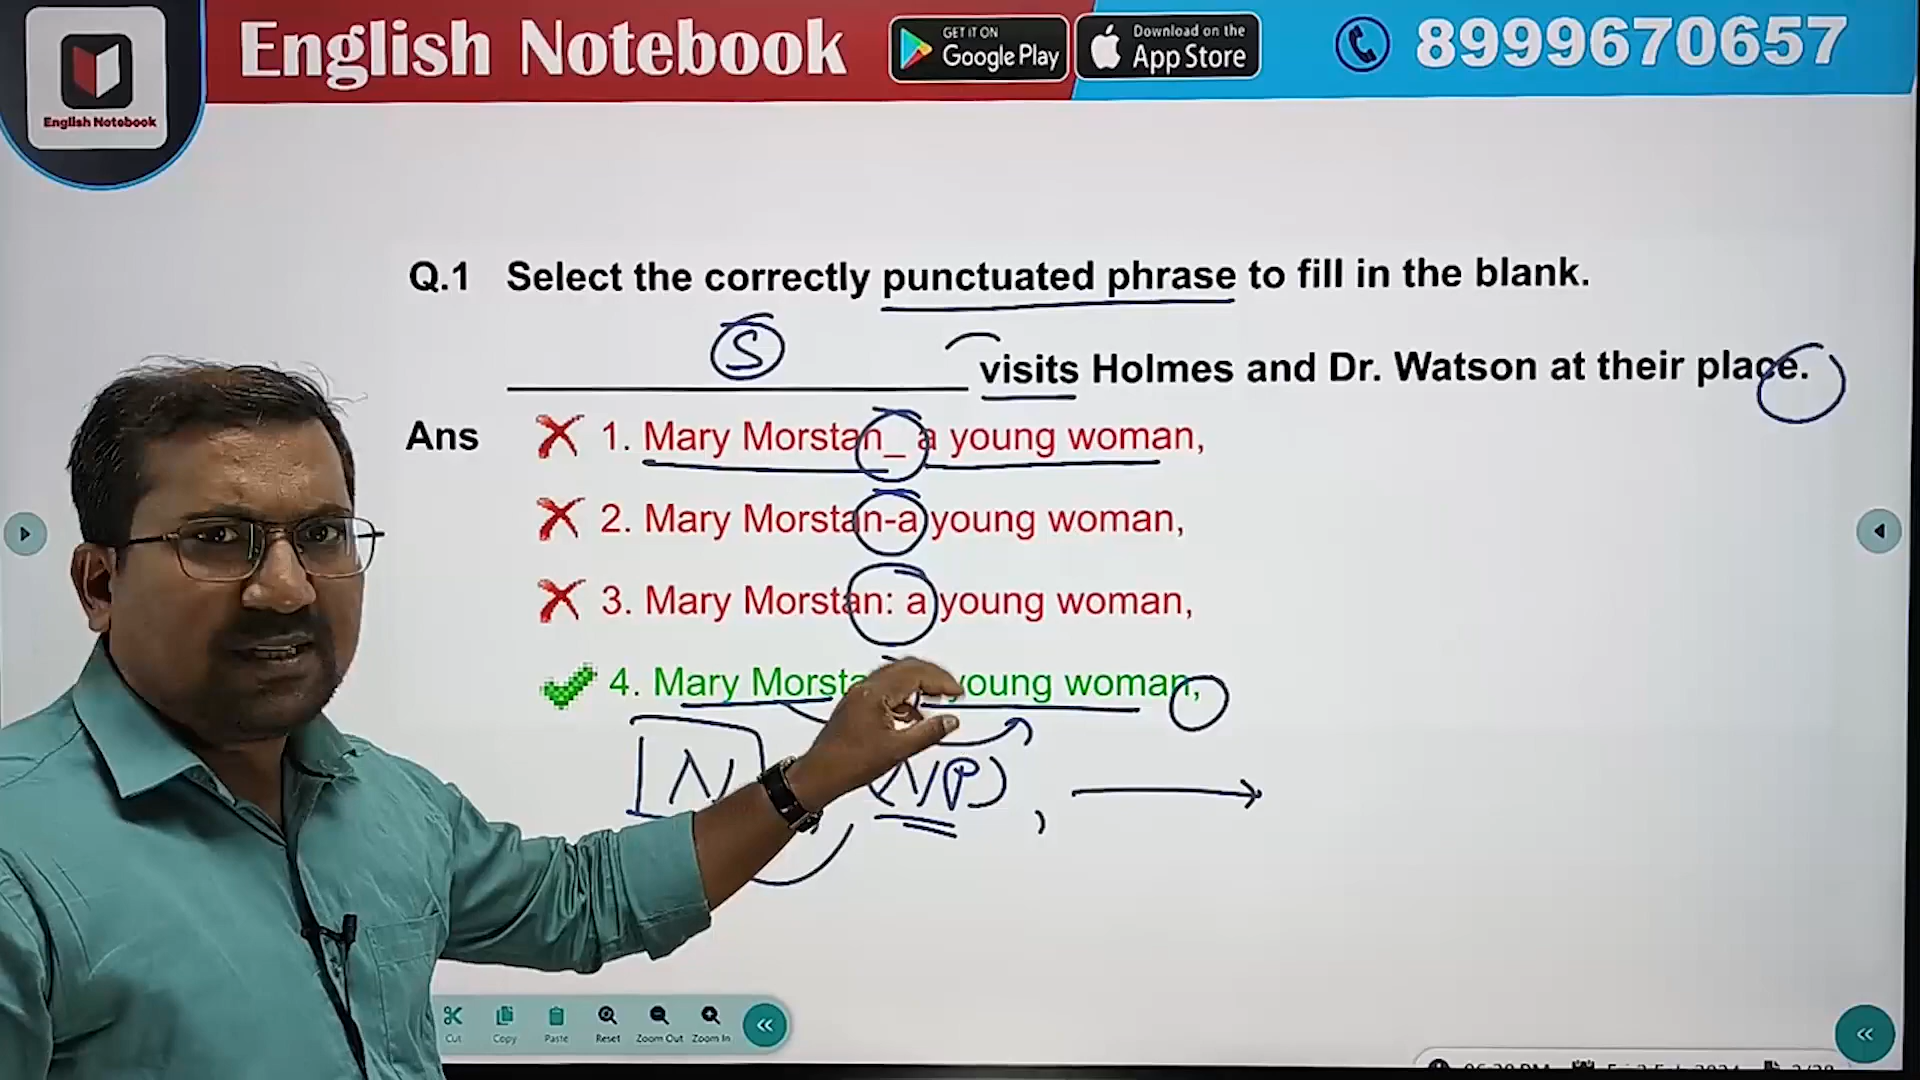 English Notebook
English Notebook
GET IT ON
Google Play
Download on the
App Store
8999670657
Q.1 Select the correctly punctuated phrase to fill in the blank.
S
visits Holmes and Dr. Watson at their place.
Ans
1. Mary Morstan_ a young woman,
2. Mary Morstan-a young woman,
3. Mary Morstan: a young woman,
4. Mary young woman,
N (NP) ,
Cut Copy Paste Reset Zoom Out Zoom In